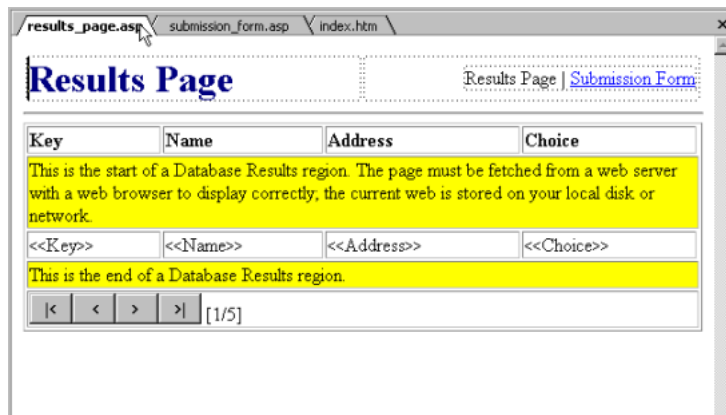 results_page.asp submission_form.asp index.htm
Results Page Results Page | Submission Form
Key Name Address Choice
This is the start of a Database Results region. The page must be fetched from a web server
with a web browser to display correctly; the current web is stored on your local disk or
network.
<<Key>> <<Name>> <<Address>> <<Choice>>
This is the end of a Database Results region.
|< < > >| [1/5]